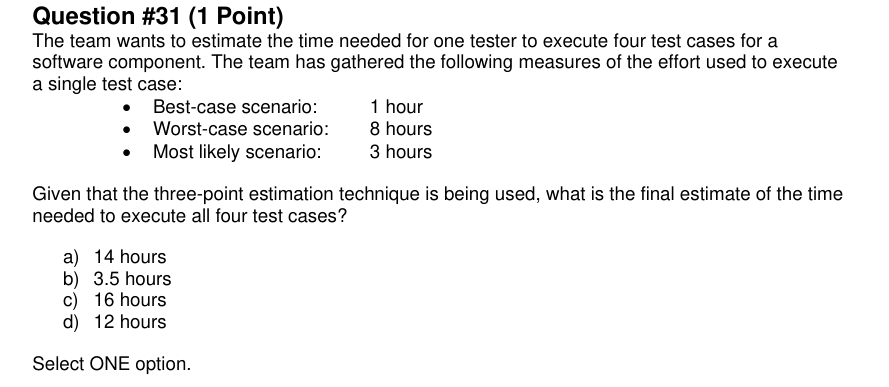 Question #31 (1 Point)
The team wants to estimate the time needed for one tester to execute four test cases for a
software component. The team has gathered the following measures of the effort used to execute
a single test case:
• Best-case scenario: 1 hour
• Worst-case scenario: 8 hours
• Most likely scenario: 3 hours
Given that the three-point estimation technique is being used, what is the final estimate of the time
needed to execute all four test cases?
a) 14 hours
b) 3.5 hours
c) 16 hours
d) 12 hours
Select ONE option.